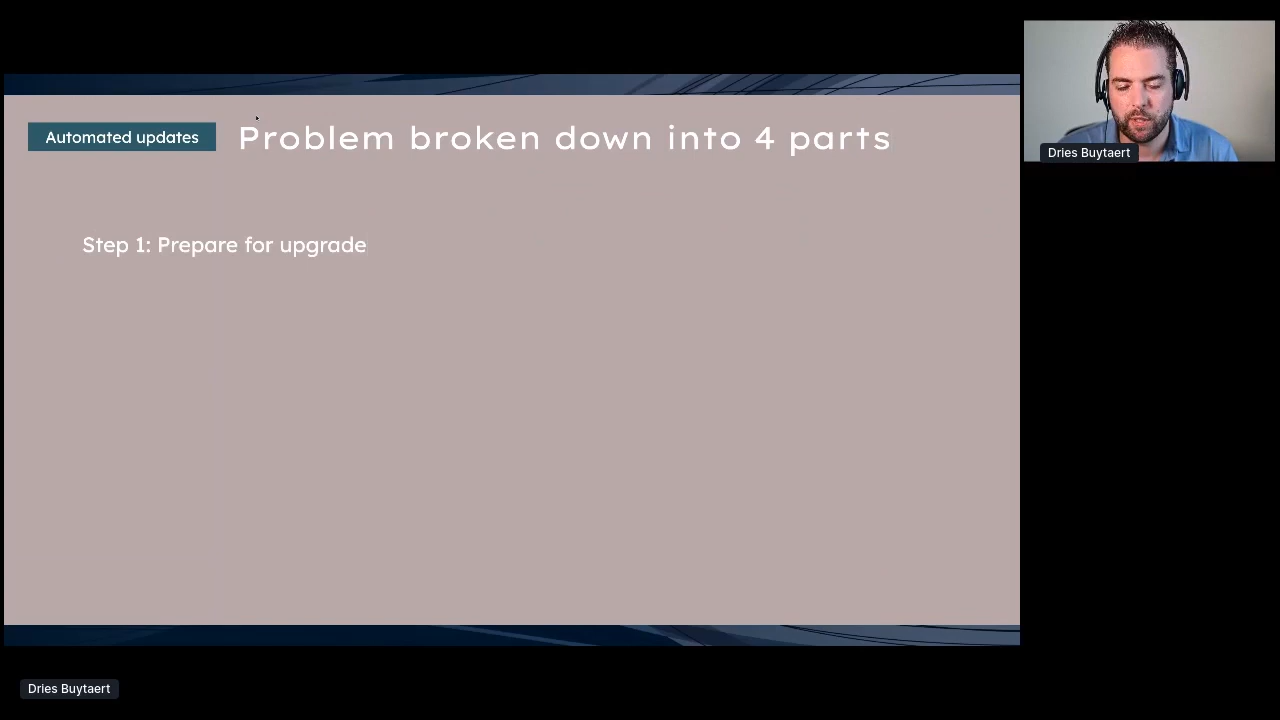 Automated updates
Problem broken down into 4 parts
Step 1: Prepare for upgrade
Dries Buytaert
Dries Buytaert